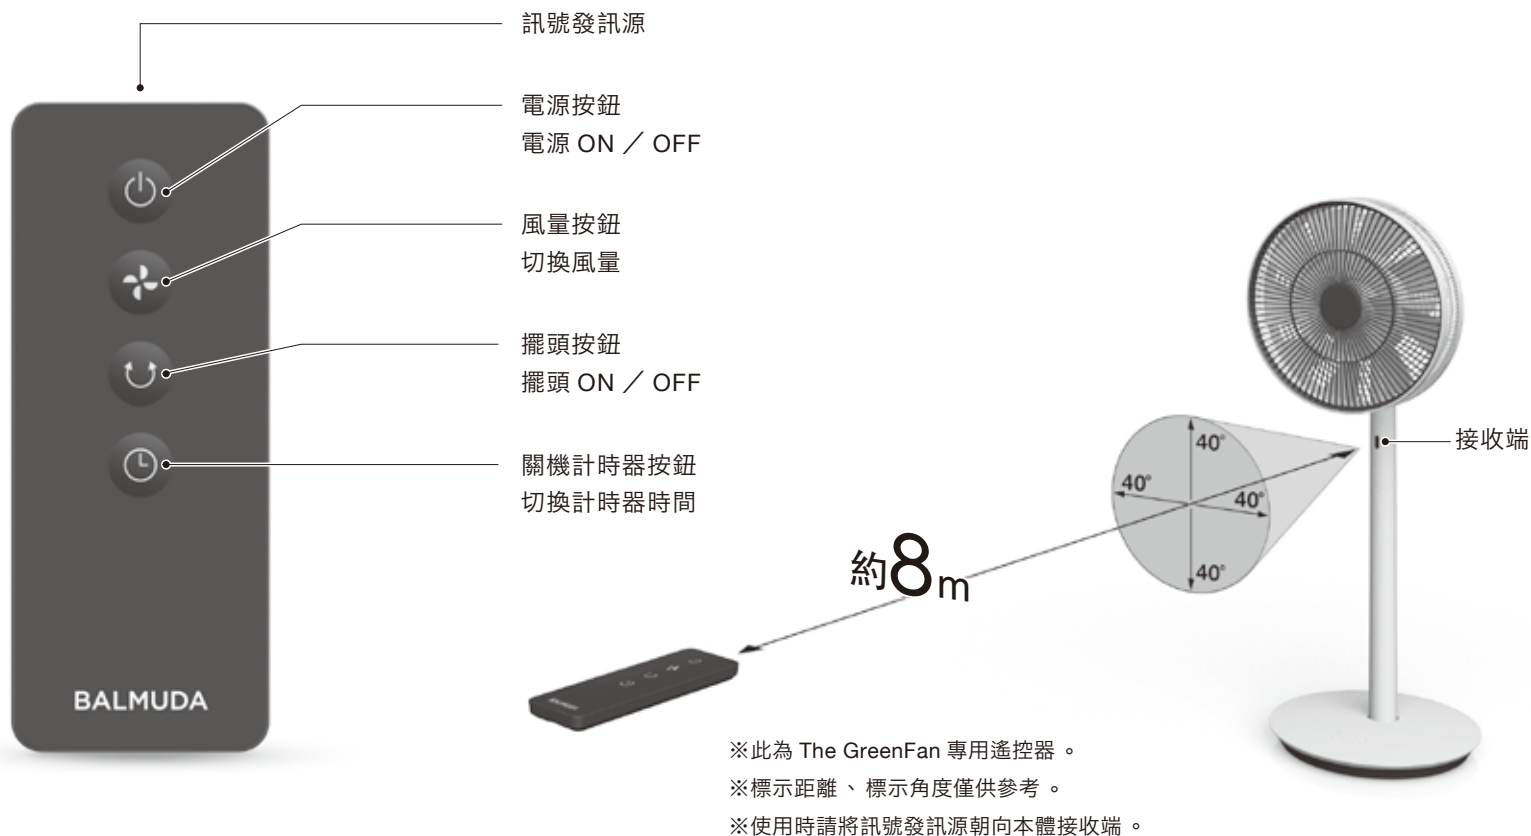 訊號發訊源
電源按鈕
電源 ON ／ OFF
風量按鈕
切換風量
擺頭按鈕
擺頭 ON ／ OFF
關機計時器按鈕
切換計時器時間
BALMUDA
接收端
40°
40°
40°
40°
約8m
BALMUDA
※此為 The GreenFan 專用遙控器。
※標示距離、標示角度僅供參考。
※使用時請將訊號發訊源朝向本體接收端。